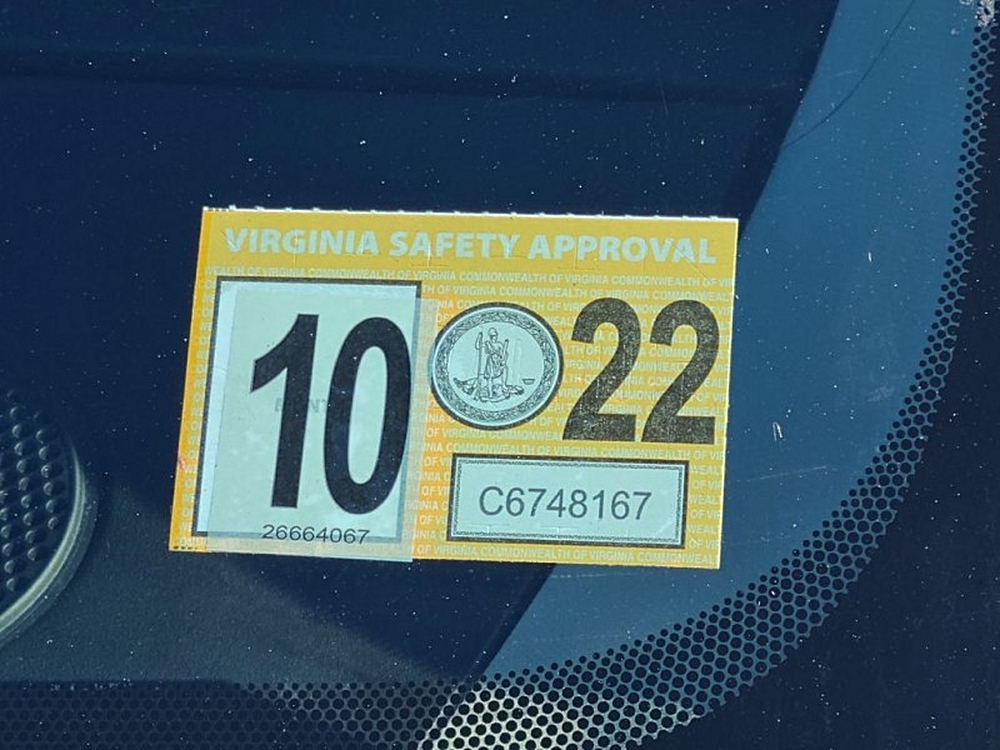 VIRGINIA SAFETY APPROVAL
10
22
C6748167
26664067